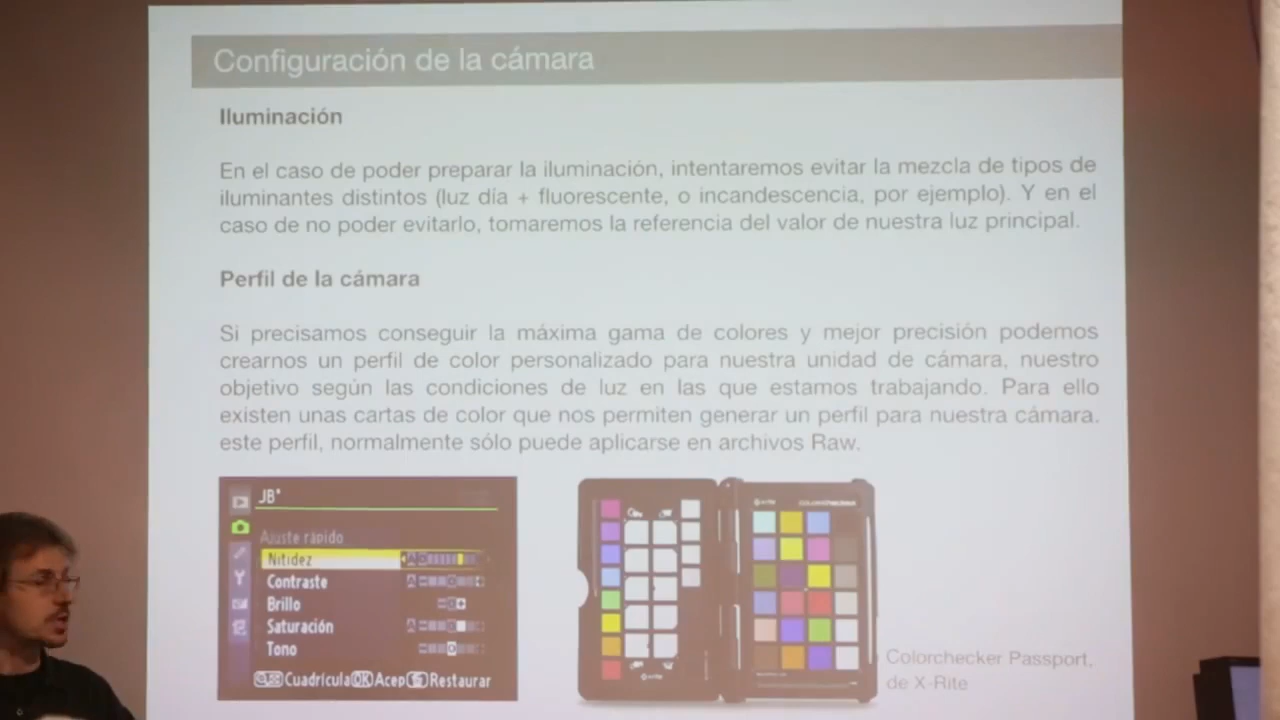 Configuración de la cámara
Iluminación
En el caso de poder preparar la iluminación, intentaremos evitar la mezcla de tipos de
iluminantes distintos (luz día + fluorescente, o incandescencia, por ejemplo). Y en el
caso de no poder evitarlo, tomaremos la referencia del valor de nuestra luz principal.
Perfil de la cámara
Si precisamos conseguir la máxima gama de colores y mejor precisión podemos
crearnos un perfil de color personalizado para nuestra unidad de cámara, nuestro
objetivo según las condiciones de luz en las que estamos trabajando. Para ello
existen unas cartas de color que nos permiten generar un perfil para nuestra cámara.
este perfil, normalmente sólo puede aplicarse en archivos Raw.
JB*
Ajuste rápido
Nitidez
Contraste
Brillo
Saturación
Tono
Cuadrícula OK Acep Restaurar
x-rite
colorchecker
x-rite
Colorchecker Passport,
de X-Rite